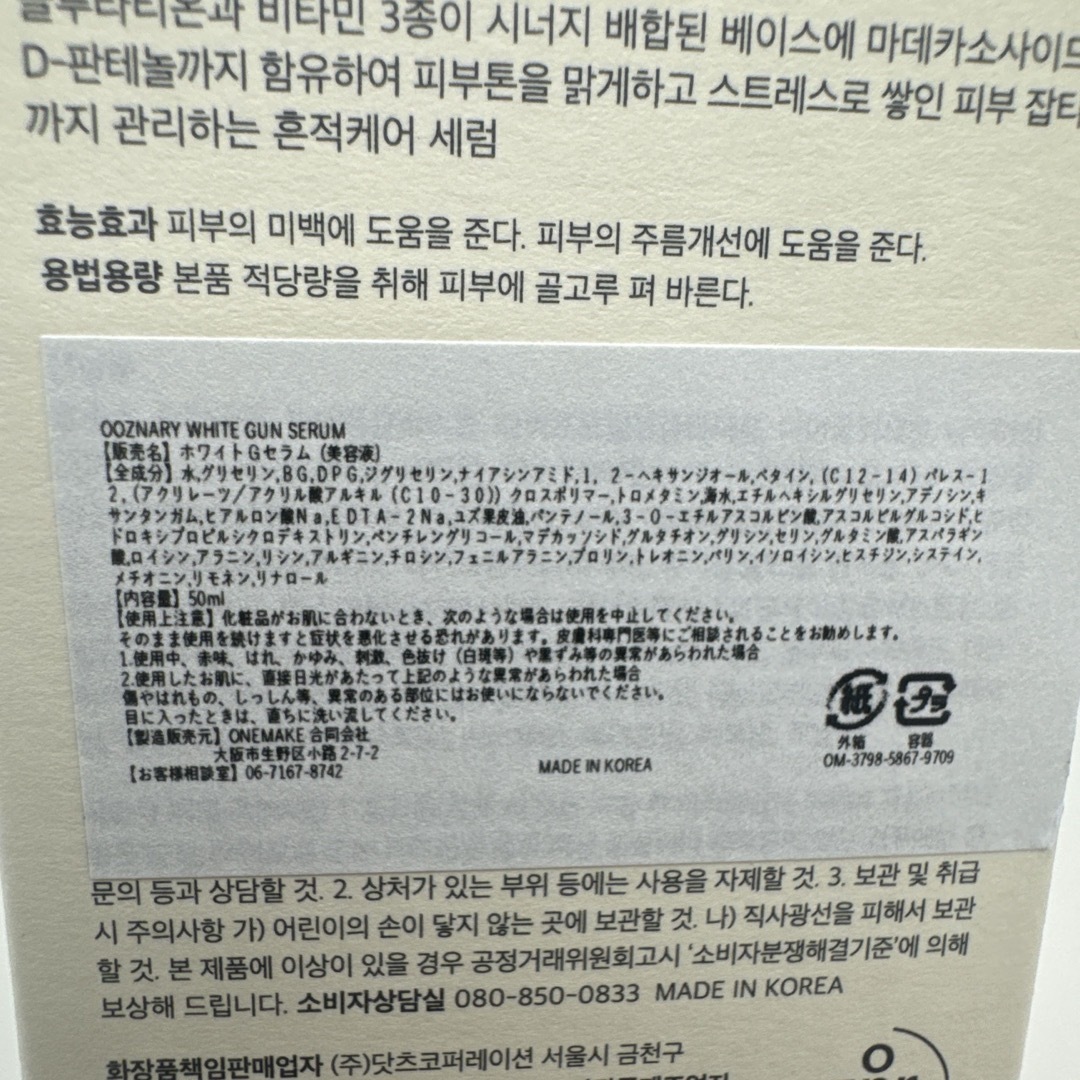 글루타티온과 비타민 3종이 시너지 배합된 베이스에 마데카소사이드
D-판테놀까지 함유하여 피부톤을 맑게하고 스트레스로 쌓인 피부 잡티
까지 관리하는 흔적케어 세럼
효능효과 피부의 미백에 도움을 준다. 피부의 주름개선에 도움을 준다.
용법용량 본품 적당량을 취해 피부에 골고루 펴 바른다.
OOZNARY WHITE GUN SERUM
【販売名】ホワイトGセラム (美容液)
【全成分】水,グリセリン,BG,DPG,ジグリセリン,ナイアシンアミド,1, 2-ヘキサンジオール,ベタイン, (C12-14) パレス-1
2, (アクリレーツ/アクリル酸アルキル (C10-30)) クロスポリマー,トロメタミン,海水,エチルヘキシルグリセリン,アデノシン,キ
サンタンガム,ヒアルロン酸Na,EDTA-2Na,ユズ果皮油,パンテノール,3-O-エチルアスコルビン酸,アスコルビルグルコシド,ヒ
ドロキシプロピルシクロデキストリン,ペンチレングリコール,マデカッソシド,グルタチオン,グリシン,セリン,グルタミン酸,アスパラギン
酸,ロイシン,アラニン,リシン,アルギニン,チロシン,フェニルアラニン,プロリン,トレオニン,バリン,イソロイシン,ヒスチジン,システイン,
メチオニン,リモネン,リナロール
【内容量】50ml
【使用上注意】化粧品がお肌に合わないとき、次のような場合は使用を中止してください。
そのまま使用を続けますと症状を悪化させる恐れがあります。皮膚科専門医等にご相談されることをお勧めします。
1.使用中、赤味、はれ、かゆみ、刺激、色抜け (白斑等) や黒ずみ等の異常があらわれた場合
2.使用したお肌に、直接日光があたって上記のような異常があらわれた場合
傷やはれもの、しっしん等、異常のある部位にはお使いにならないでください。
目に入ったときは、直ちに洗い流してください。
【製造販売元】ONEMAKE 合同会社
大阪市生野区小路 2-7-2
【お客様相談室】06-7167-8742
MADE IN KOREA
紙 プラ
外箱 容器
OM-3798-5867-9709
문의 등과 상담할 것. 2. 상처가 있는 부위 등에는 사용을 자제할 것. 3. 보관 및 취급
시 주의사항 가) 어린이의 손이 닿지 않는 곳에 보관할 것. 나) 직사광선을 피해서 보관
할 것. 본 제품에 이상이 있을 경우 공정거래위원회고시 '소비자분쟁해결기준'에 의해
보상해 드립니다. 소비자상담실 080-850-0833 MADE IN KOREA
화장품책임판매업자 (주)닷츠코퍼레이션 서울시 금천구